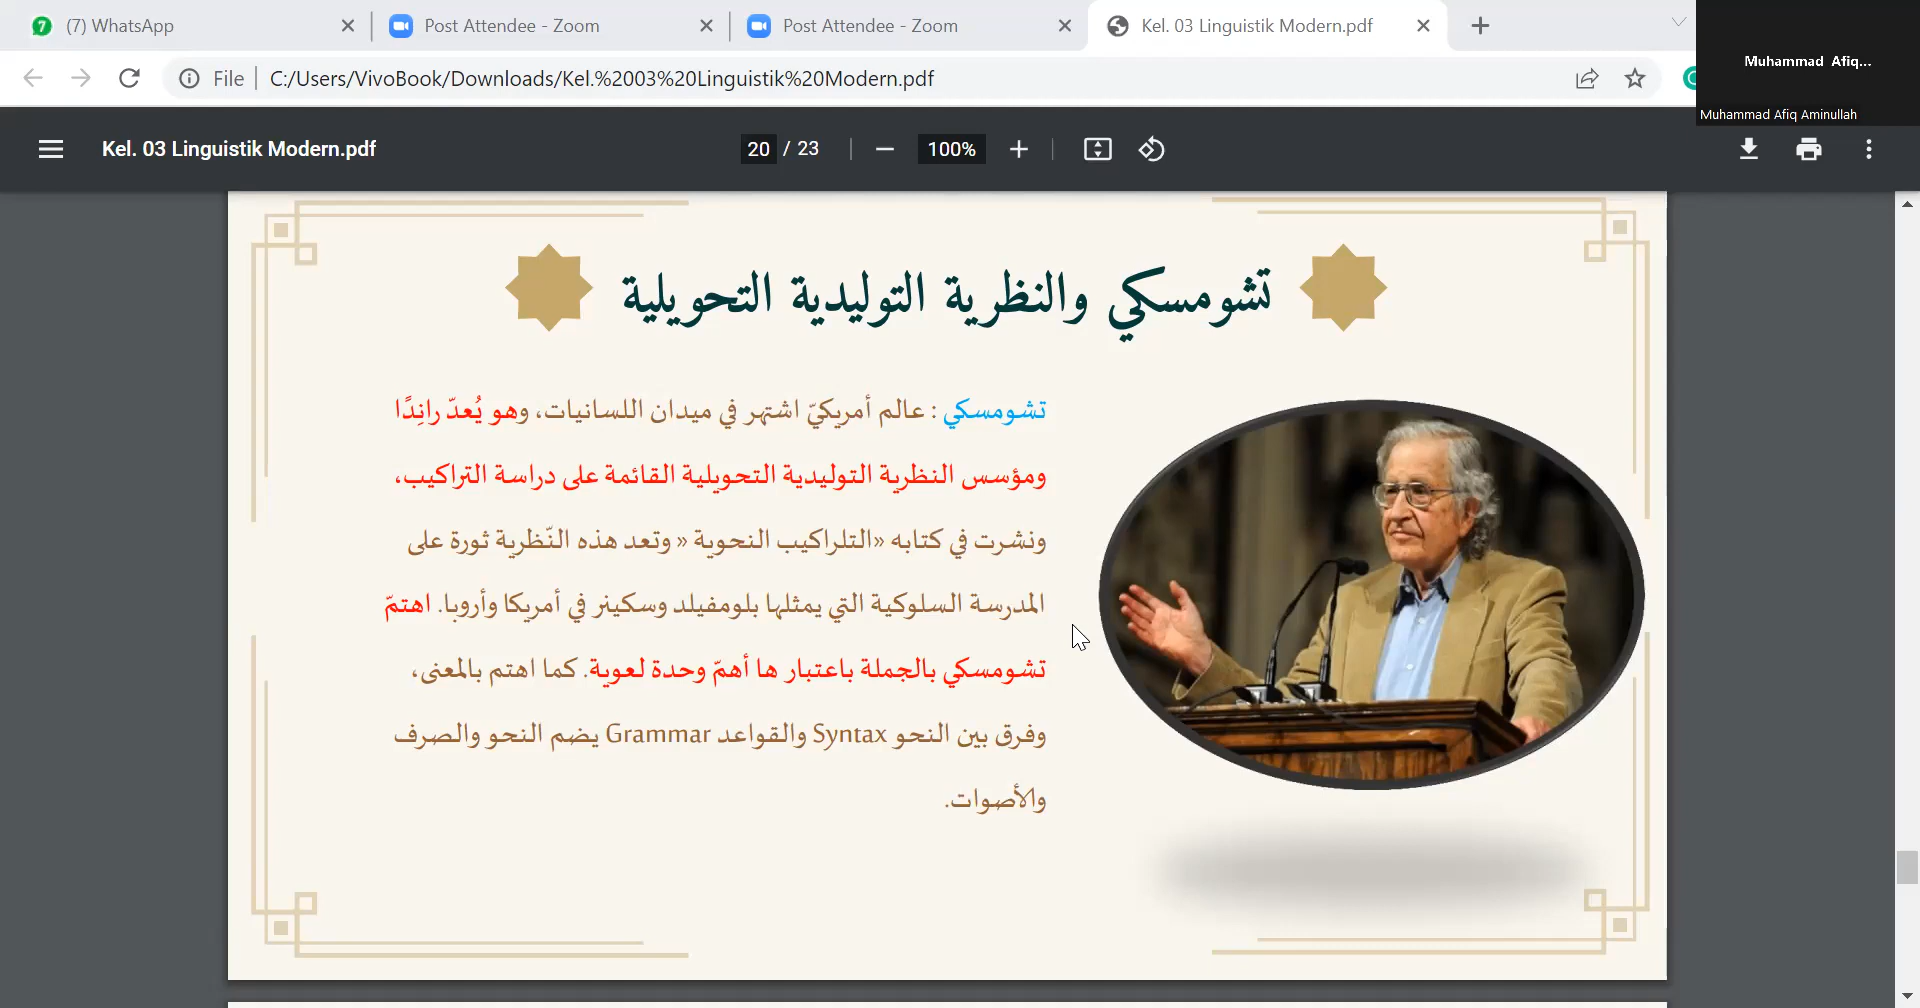 (7) WhatsApp
Post Attendee - Zoom
Post Attendee - Zoom
Kel. 03 Linguistik Modern.pdf
File
C:/Users/VivoBook/Downloads/Kel.%2003%20Linguistik%20Modern.pdf
Muhammad Afiq...
Muhammad Afiq Aminullah
Kel. 03 Linguistik Modern.pdf
20 / 23
100%
تشومسكي والنظرية التوليدية التحويلية
تشومسكي : عالم أمريكيّ اشتهر في ميدان اللسانيات، وهو يُعدّ رانِدًا
ومؤسس النظرية التوليدية التحويلية القائمة على دراسة التراكيب،
ونشرت في كتابه «التلراكيب النحوية « وتعد هذه النّظرية ثورة على
المدرسة السلوكية التي يمثلها بلومفيلد وسكينر في أمريكا وأروبا. اهتمّ
تشومسكي بالجملة باعتبار ها أهمّ وحدة لعوية. كما اهتم بالمعنى،
وفرق بين النحو Syntax والقواعد Grammar يضم النحو والصرف
والأصوات.